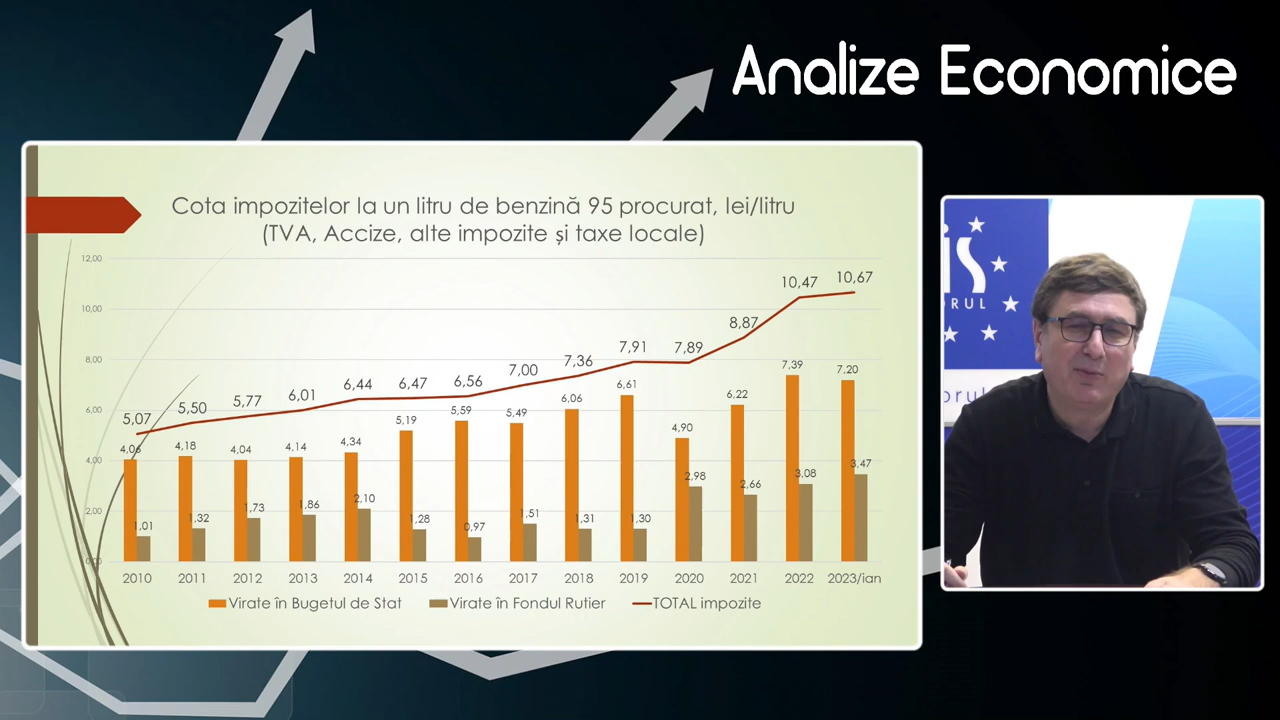 Analize Economice
Cota impozitelor la un litru de benzină 95 procurat, lei/litru
(TVA, Accize, alte impozite și taxe locale)
12,00
10,00
8,00
6,00
4,00
2,00
5,07 5,50 5,77 6,01 6,44 6,47 6,56 7,00 7,36 7,91 7,89 8,87 10,47 10,67
4,06 4,18 4,04 4,14 4,34 5,19 5,59 5,49 6,06 6,61 4,90 6,22 7,39 7,20
1,01 1,32 1,73 1,86 2,10 1,28 0,97 1,51 1,31 1,30 2,98 2,66 3,08 3,47
2010 2011 2012 2013 2014 2015 2016 2017 2018 2019 2020 2021 2022 2023/ian
Virate în Bugetul de Stat Virate în Fondul Rutier TOTAL impozite
ORUL